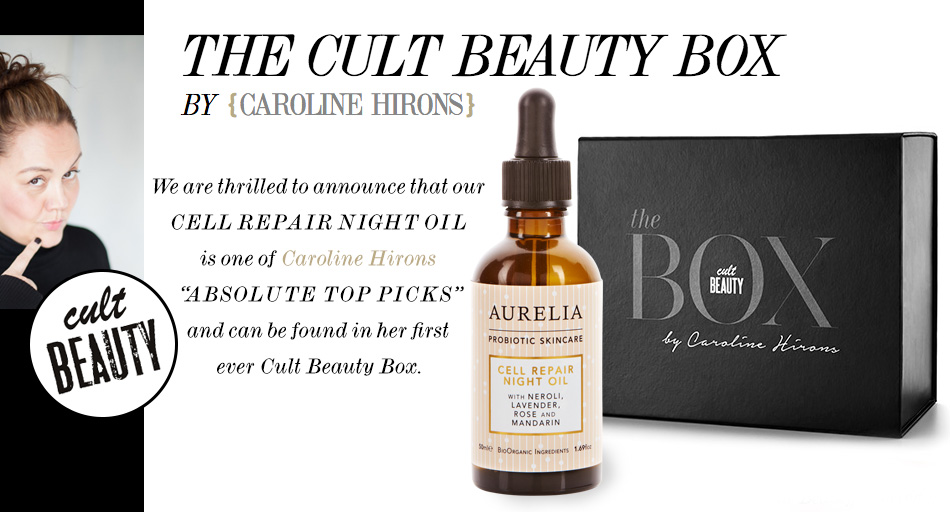 THE CULT BEAUTY BOX
BY {CAROLINE HIRONS}
We are thrilled to announce that our
CELL REPAIR NIGHT OIL
is one of Caroline Hirons
“ABSOLUTE TOP PICKS”
and can be found in her first
ever Cult Beauty Box.
cult
BEAUTY
AURELIA
PROBIOTIC SKINCARE
CELL REPAIR
NIGHT OIL
WITH NEROLI,
LAVENDER,
ROSE AND
MANDARIN
50ml℮ BIOORGANIC INGREDIENTS 1.69floz
the
BOX
cult
BEAUTY
by Caroline Hirons